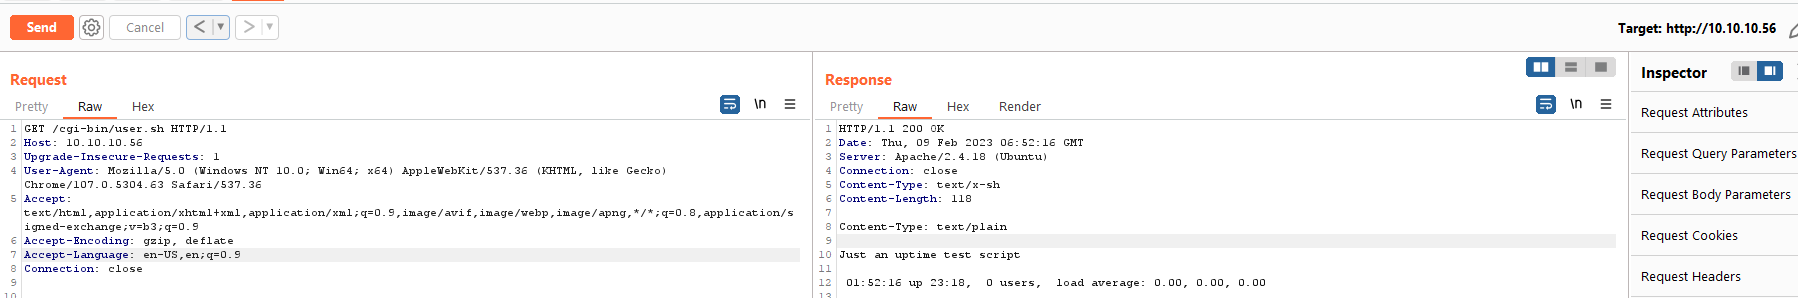 Send Cancel < > Target: http://10.10.10.56
Request
Pretty Raw Hex \n
1 GET /cgi-bin/user.sh HTTP/1.1
2 Host: 10.10.10.56
3 Upgrade-Insecure-Requests: 1
4 User-Agent: Mozilla/5.0 (Windows NT 10.0; Win64; x64) AppleWebKit/537.36 (KHTML, like Gecko)
Chrome/107.0.5304.63 Safari/537.36
5 Accept:
text/html,application/xhtml+xml,application/xml;q=0.9,image/avif,image/webp,image/apng,*/*;q=0.8,application/s
igned-exchange;v=b3;q=0.9
6 Accept-Encoding: gzip, deflate
7 Accept-Language: en-US,en;q=0.9
8 Connection: close
9
10
Response
Pretty Raw Hex Render \n
1 HTTP/1.1 200 OK
2 Date: Thu, 09 Feb 2023 06:52:16 GMT
3 Server: Apache/2.4.18 (Ubuntu)
4 Connection: close
5 Content-Type: text/x-sh
6 Content-Length: 118
7
8 Content-Type: text/plain
9
10 Just an uptime test script
11
12 01:52:16 up 23:18, 0 users, load average: 0.00, 0.00, 0.00
13
Inspector
Request Attributes
Request Query Parameters
Request Body Parameters
Request Cookies
Request Headers